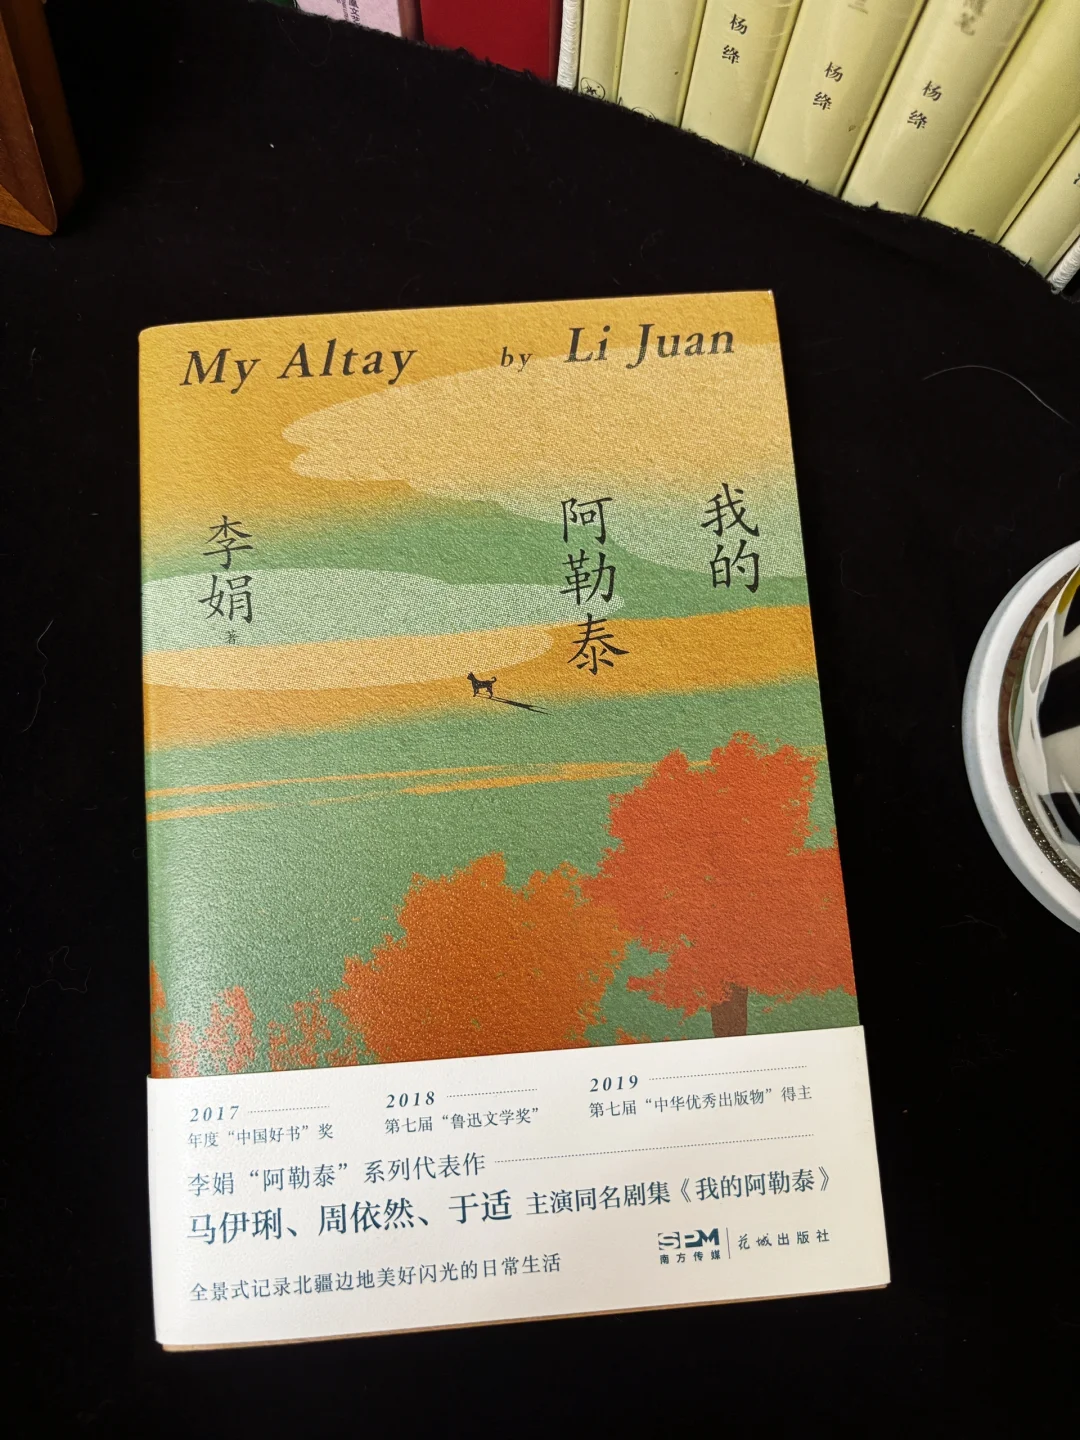 杨绛
杨绛
杨绛
My Altay by Li Juan
我的
阿勒泰
李娟
著
2017
年度“中国好书”奖
2018
第七届“鲁迅文学奖”
2019
第七届“中华优秀出版物”得主
李娟“阿勒泰”系列代表作
马伊琍、周依然、于适 主演同名剧集《我的阿勒泰》
全景式记录北疆边地美好闪光的日常生活
SPM
南方传媒
花城出版社